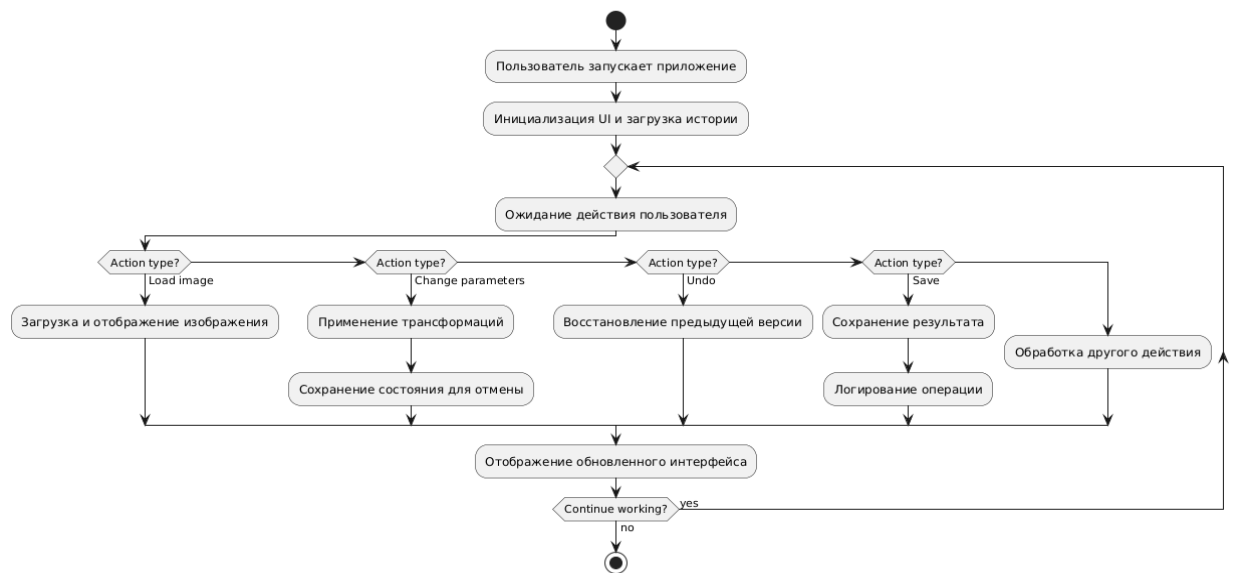 Пользователь запускает приложение
Инициализация UI и загрузка истории
Ожидание действия пользователя
Action type?
Action type?
Action type?
Action type?
Load image
Change parameters
Undo
Save
Загрузка и отображение изображения
Применение трансформаций
Восстановление предыдущей версии
Сохранение результата
Обработка другого действия
Сохранение состояния для отмены
Логирование операции
Отображение обновленного интерфейса
Continue working?
yes
no